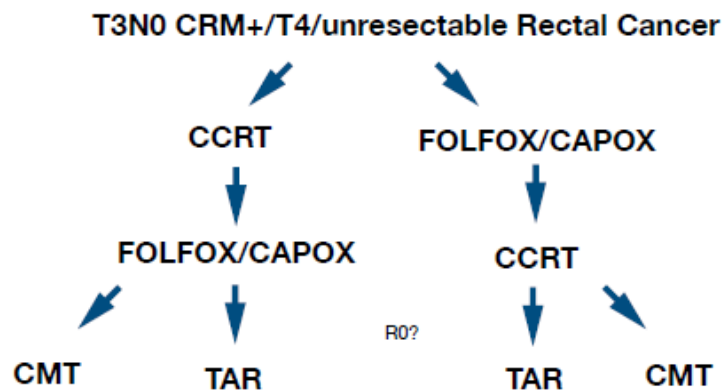 T3N0 CRM+/T4/unresectable Rectal Cancer
CCRT
FOLFOX/CAPOX
FOLFOX/CAPOX
CCRT
R0?
CMT
TAR
TAR
CMT